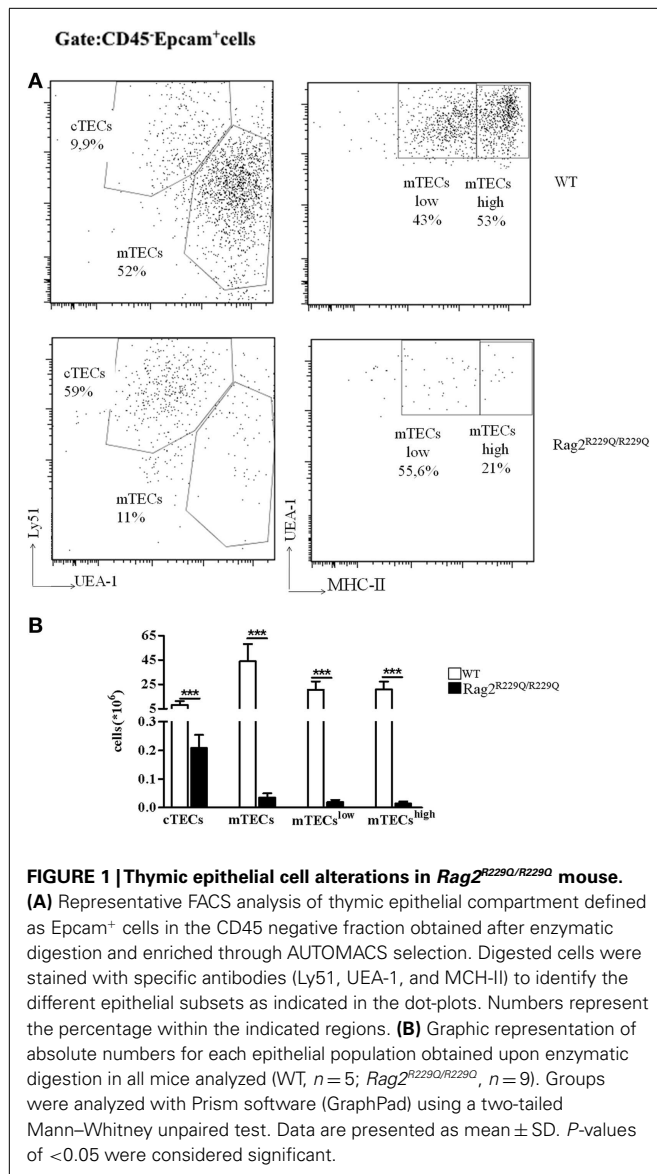 Gate:CD45-Epcam+cells
A
cTECs
9,9%
mTECs
52%
mTECs
low
43%
mTECs
high
53%
WT
cTECs
59%
mTECs
11%
mTECs
low
55,6%
mTECs
high
21%
Rag2R229Q/R229Q
Ly51
UEA-1
UEA-1
MHC-II
B
cells(*10⁶)
65
45
25
5
0.3
0.2
0.1
0.0
***
***
***
***
cTECs
mTECs
mTECslow
mTECshigh
WT
Rag2R229Q/R229Q
FIGURE 1 | Thymic epithelial cell alterations in Rag2R229Q/R229Q mouse.
(A) Representative FACS analysis of thymic epithelial compartment defined
as Epcam+ cells in the CD45 negative fraction obtained after enzymatic
digestion and enriched through AUTOMACS selection. Digested cells were
stained with specific antibodies (Ly51, UEA-1, and MCH-II) to identify the
different epithelial subsets as indicated in the dot-plots. Numbers represent
the percentage within the indicated regions. (B) Graphic representation of
absolute numbers for each epithelial population obtained upon enzymatic
digestion in all mice analyzed (WT, n = 5; Rag2R229Q/R229Q, n = 9). Groups
were analyzed with Prism software (GraphPad) using a two-tailed
Mann–Whitney unpaired test. Data are presented as mean ± SD. P-values
of <0.05 were considered significant.